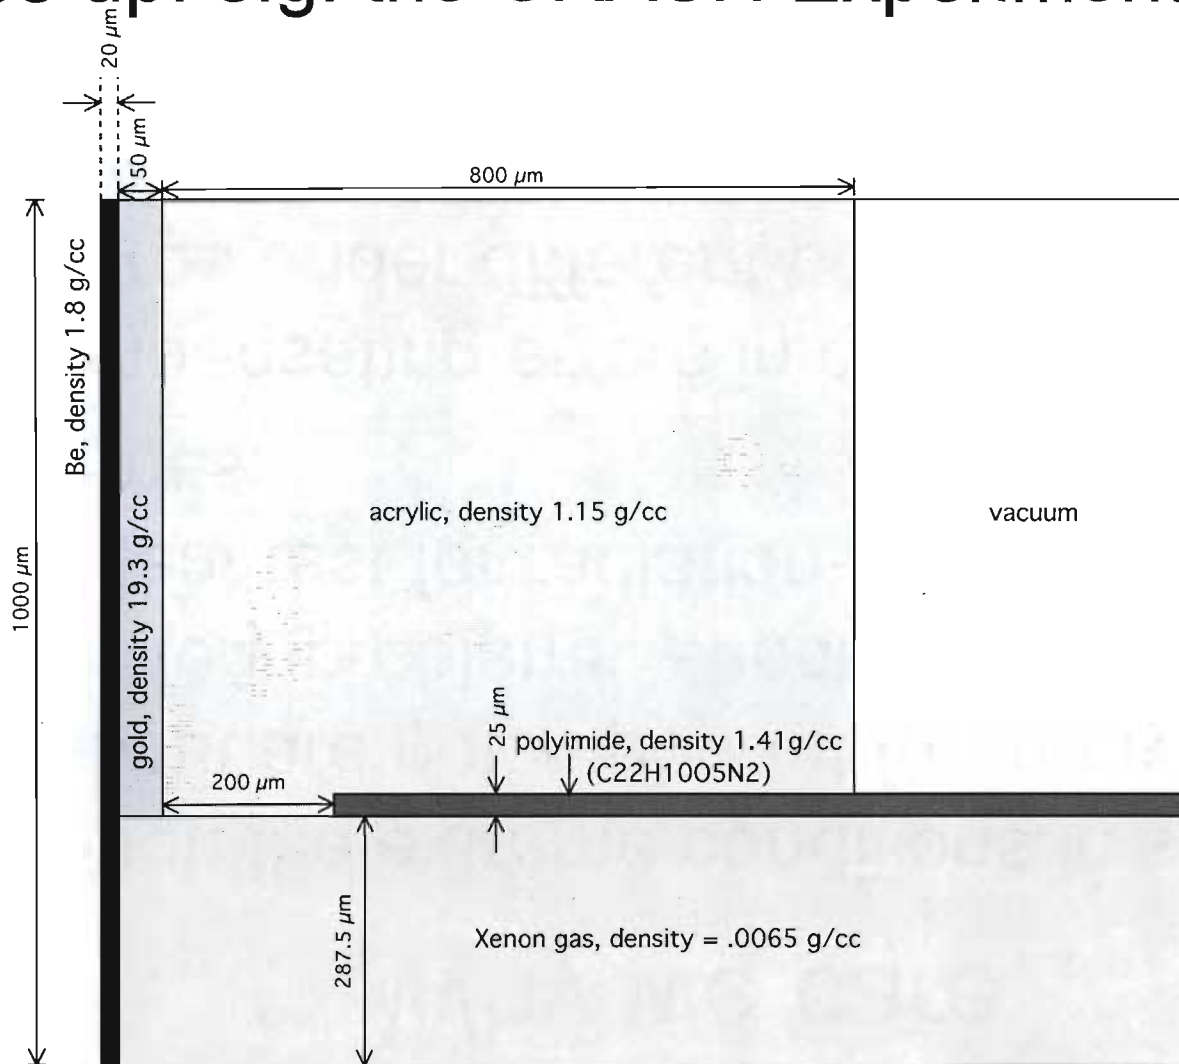 20 µm
50 µm
800 µm
Be, density 1.8 g/cc
gold, density 19.3 g/cc
1000 µm
acrylic, density 1.15 g/cc
vacuum
25 µm
polyimide, density 1.41g/cc
(C22H10O5N2)
200 µm
287.5 µm
Xenon gas, density = .0065 g/cc